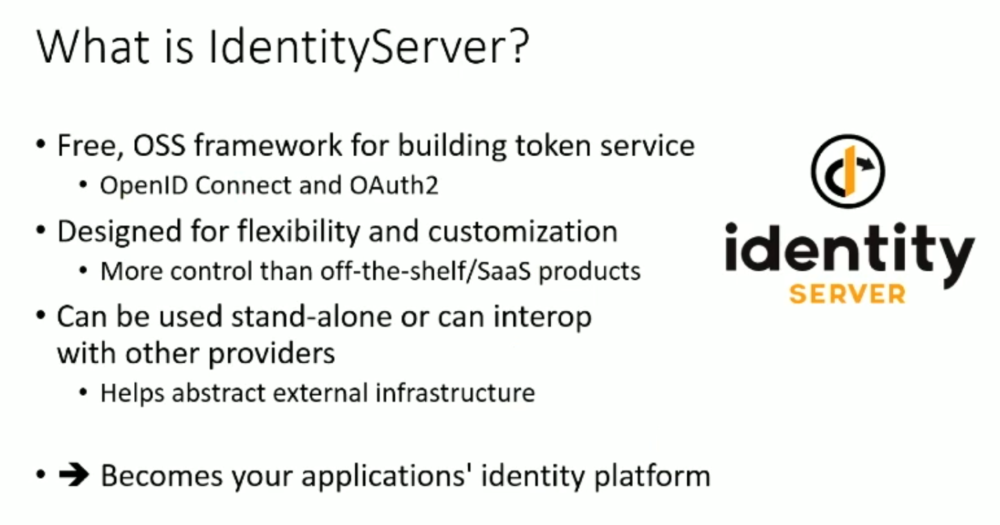 What is IdentityServer?
• Free, OSS framework for building token service
• OpenID Connect and OAuth2
• Designed for flexibility and customization
• More control than off-the-shelf/SaaS products
• Can be used stand-alone or can interop
with other providers
• Helps abstract external infrastructure
• ➔ Becomes your applications' identity platform
identity
SERVER